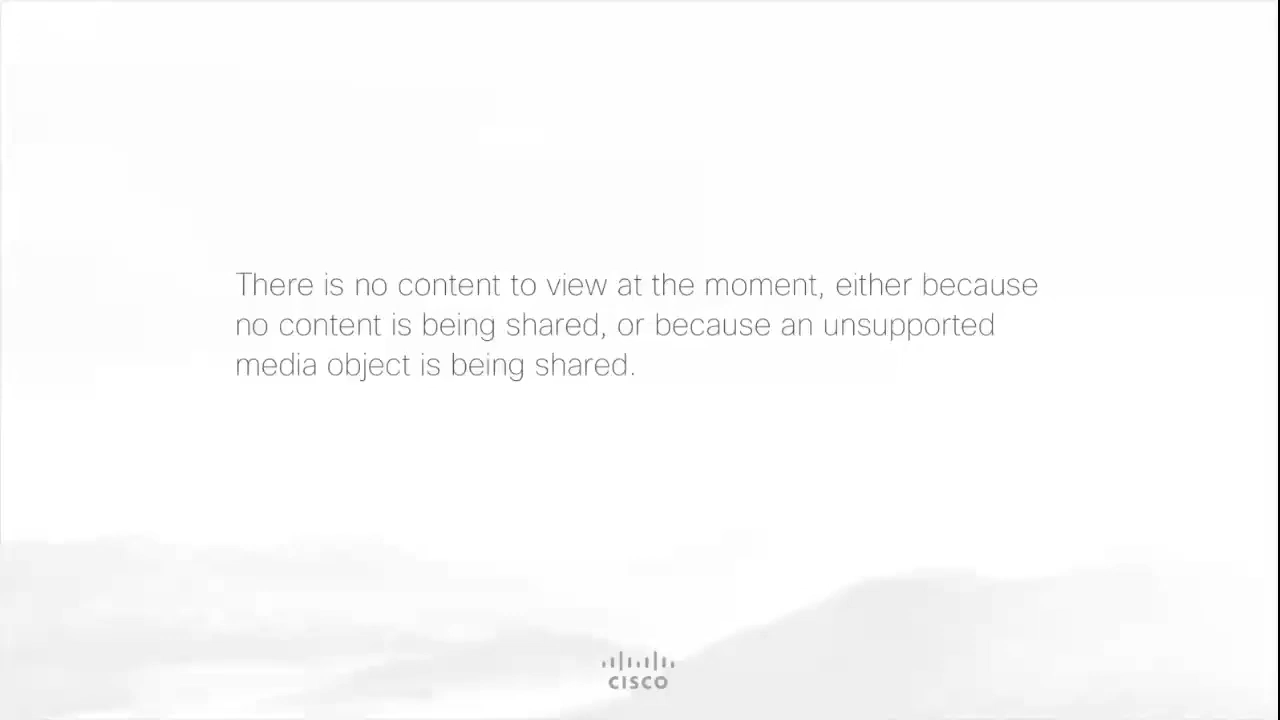 There is no content to view at the moment, either because
no content is being shared, or because an unsupported
media object is being shared.
CISCO